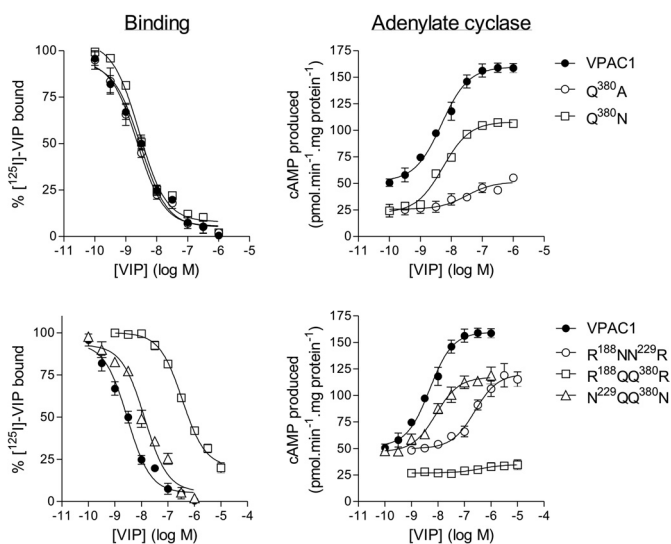 Binding
Adenylate cyclase
% [125I]-VIP bound
100
75
50
25
0
-11 -10 -9 -8 -7 -6 -5
[VIP] (log M)
cAMP produced
(pmol.min-1.mg protein-1)
175
150
125
100
75
50
25
0
-11 -10 -9 -8 -7 -6 -5 -4
[VIP] (log M)
VPAC1
Q380A
Q380N
% [125I]-VIP bound
100
75
50
25
0
-11 -10 -9 -8 -7 -6 -5 -4
[VIP] (log M)
cAMP produced
(pmol.min-1.mg protein-1)
175
150
125
100
75
50
25
0
-11 -10 -9 -8 -7 -6 -5 -4
[VIP] (log M)
VPAC1
R188NN229R
R188QQ380R
N229QQ380N